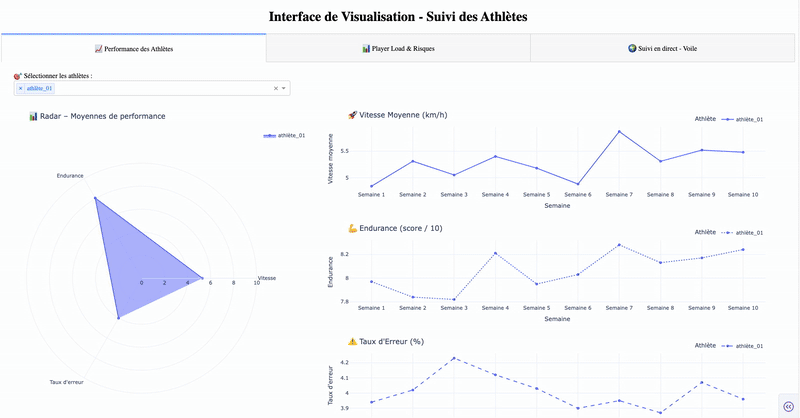 Interface de Visualisation - Suivi des Athlètes
📈 Performance des Athlètes
📊 Player Load & Risques
🌍 Suivi en direct - Voile
🎯 Sélectionner les athlètes :
× athlète_01
📊 Radar – Moyennes de performance
athlète_01
Endurance
0 2 4 6 8 10
Vitesse
Taux d'erreur
🚀 Vitesse Moyenne (km/h)
Athlète athlète_01
Vitesse moyenne
5.5
5
Semaine 1 Semaine 2 Semaine 3 Semaine 4 Semaine 5 Semaine 6 Semaine 7 Semaine 8 Semaine 9 Semaine 10
Semaine
💪 Endurance (score / 10)
Athlète athlète_01
Endurance
8.2
8
7.8
Semaine 1 Semaine 2 Semaine 3 Semaine 4 Semaine 5 Semaine 6 Semaine 7 Semaine 8 Semaine 9 Semaine 10
Semaine
⚠️ Taux d'Erreur (%)
Athlète athlète_01
Taux d'erreur
4.2
4.1
4
3.9